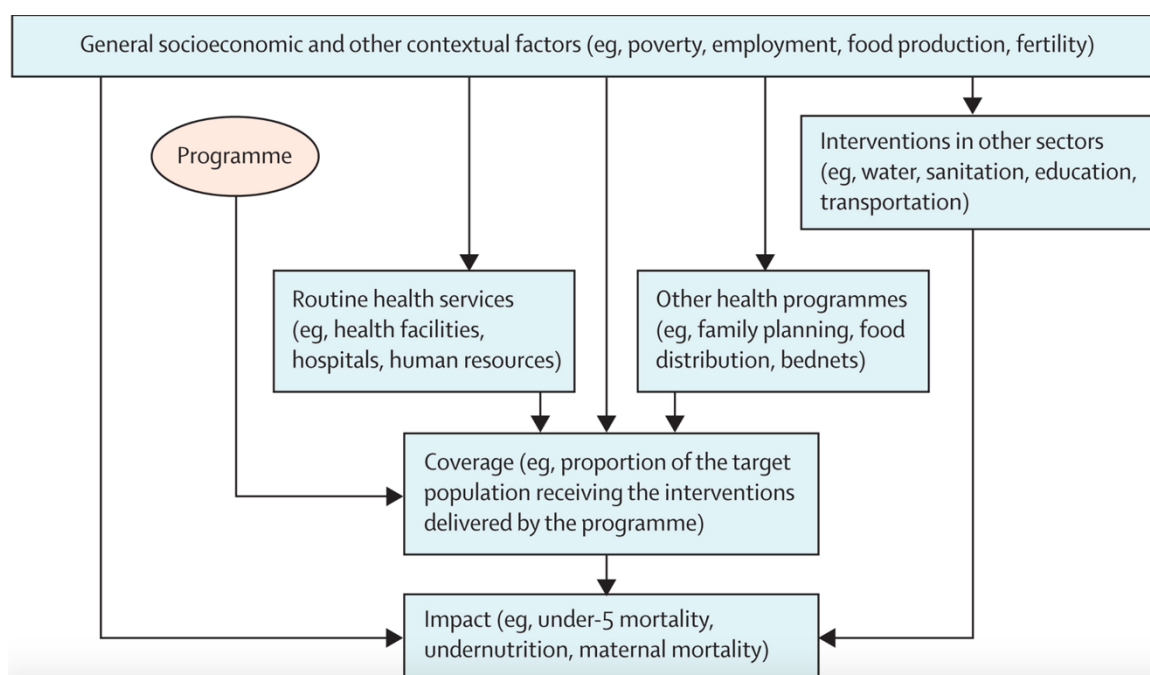 General socioeconomic and other contextual factors (eg, poverty, employment, food production, fertility)
Programme
Interventions in other sectors
(eg, water, sanitation, education,
transportation)
Routine health services
(eg, health facilities,
hospitals, human resources)
Other health programmes
(eg, family planning, food
distribution, bednets)
Coverage (eg, proportion of the target
population receiving the interventions
delivered by the programme)
Impact (eg, under-5 mortality,
undernutrition, maternal mortality)